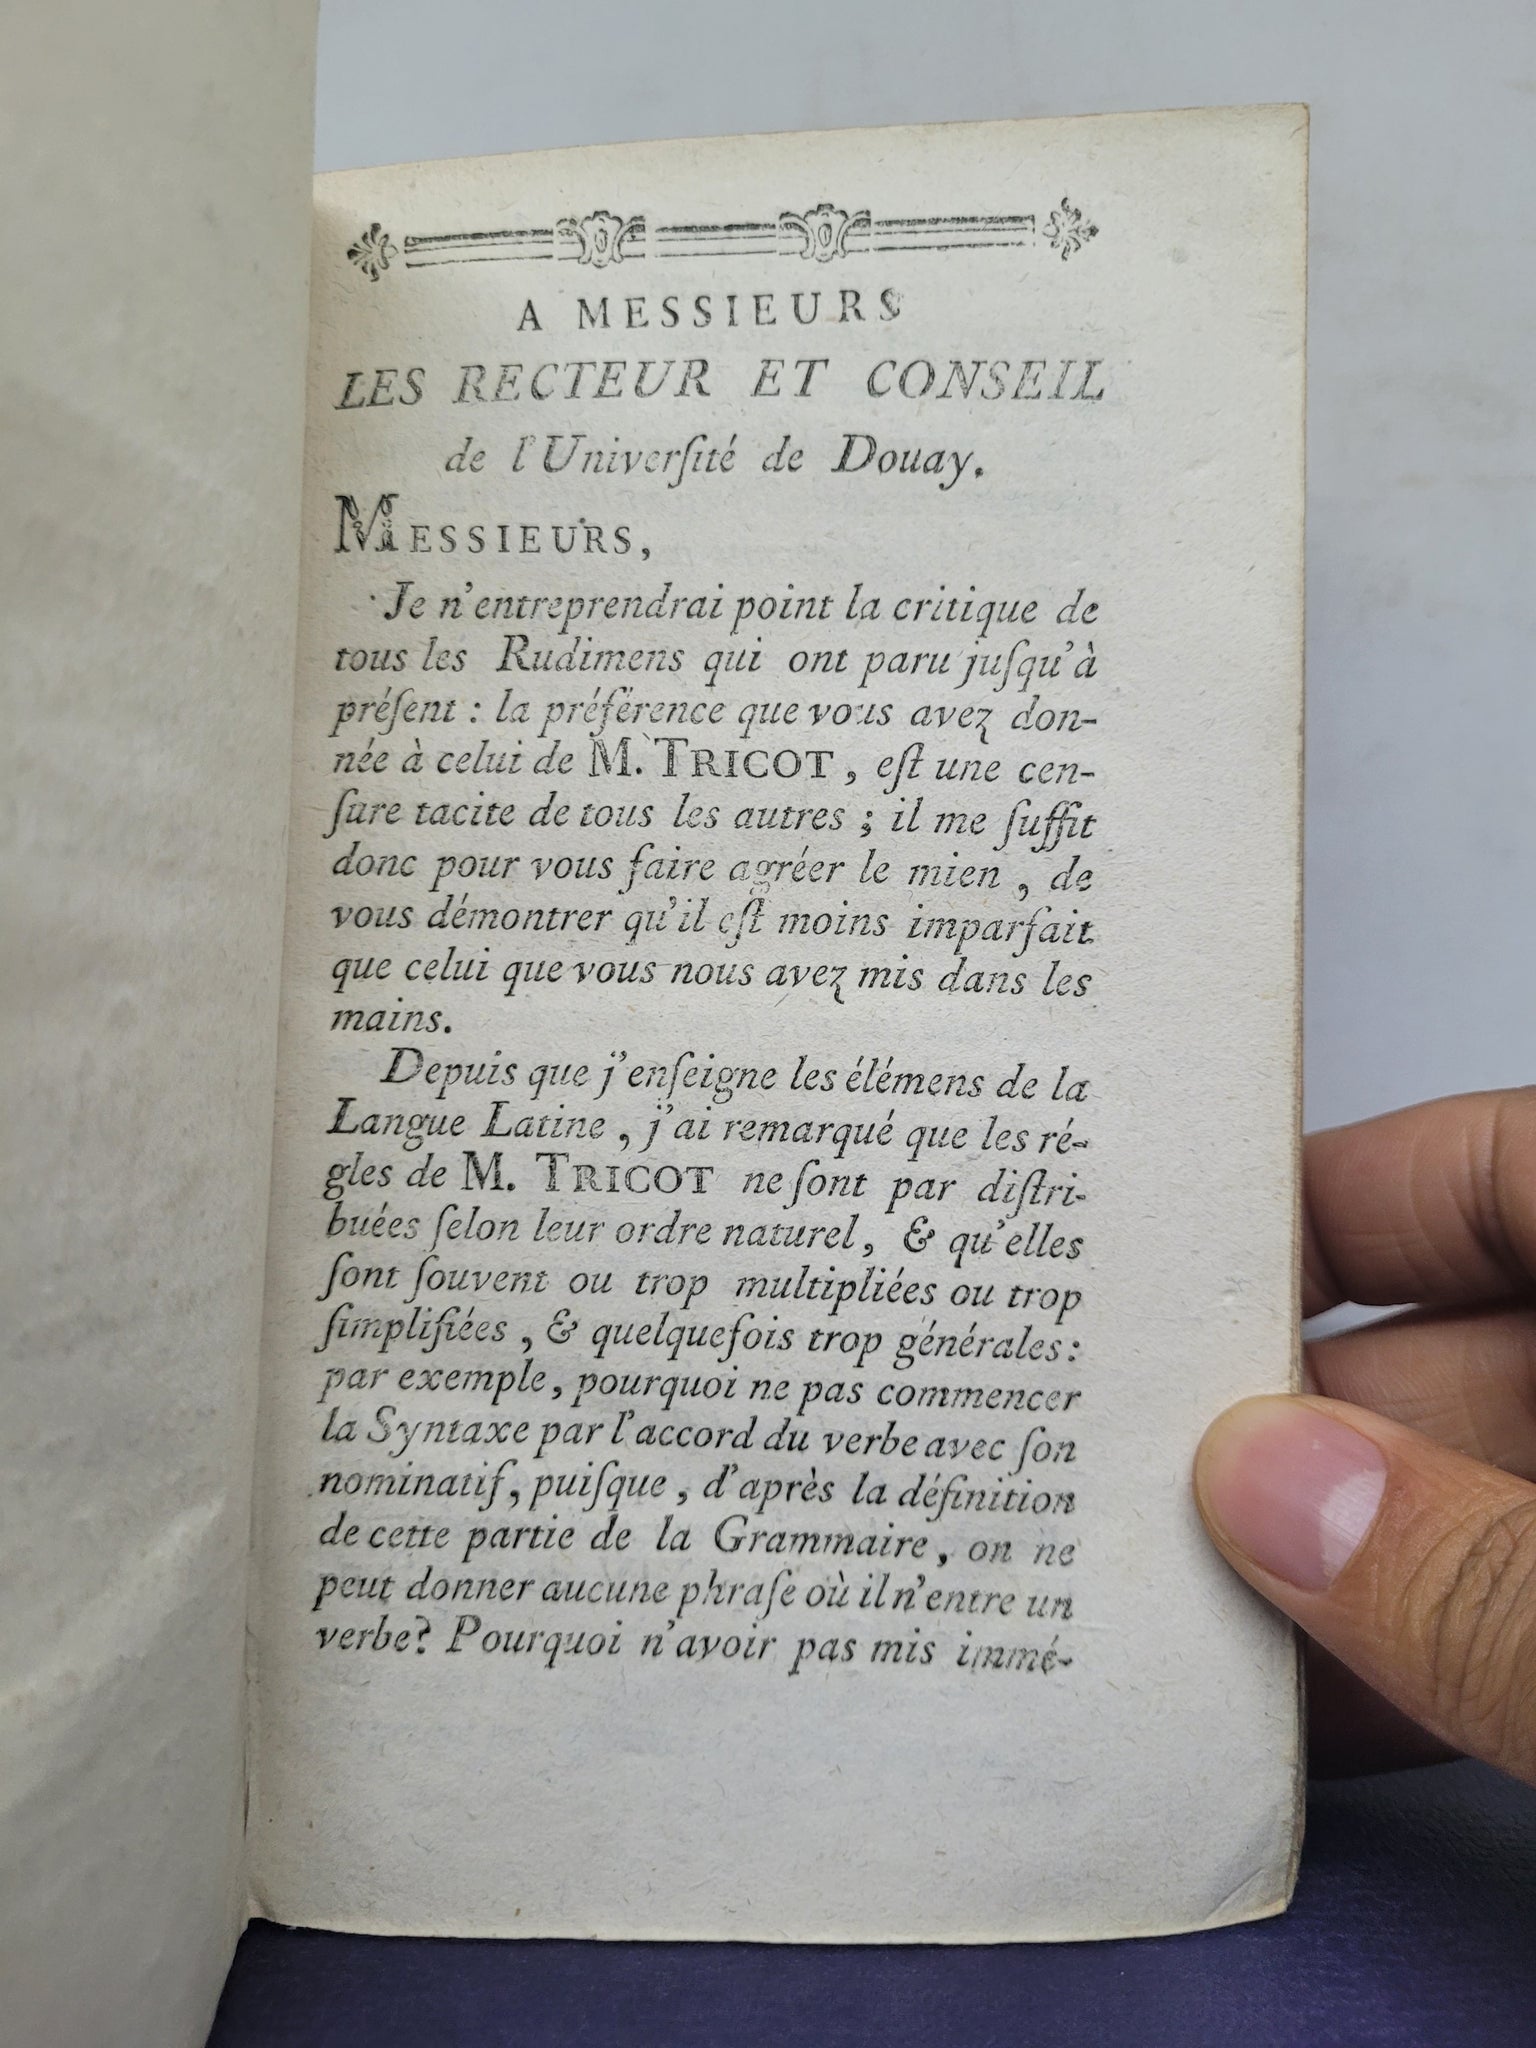 A MESSIEURS
LES RECTEUR ET CONSEIL
de l'Univerſité de Douay.
MESSIEURS,
Je n'entreprendrai point la critique de
tous les Rudimens qui ont paru juſqu'à
préſent : la préférence que vous avez don-
née à celui de M. TRICOT, eſt une cen-
ſure tacite de tous les autres ; il me ſuffit
donc pour vous faire agréer le mien, de
vous démontrer qu'il eſt moins imparfait
que celui que vous nous avez mis dans les
mains.
Depuis que j'enſeigne les élémens de la
Langue Latine, j'ai remarqué que les ré-
gles de M. TRICOT ne ſont par diſtri-
buées ſelon leur ordre naturel, & qu'elles
ſont ſouvent ou trop multipliées ou trop
ſimplifiées, & quelquefois trop générales :
par exemple, pourquoi ne pas commencer
la Syntaxe par l'accord du verbe avec ſon
nominatif, puiſque, d'après la définition
de cette partie de la Grammaire, on ne
peut donner aucune phraſe où il n'entre un
verbe? Pourquoi n'avoir pas mis immé-